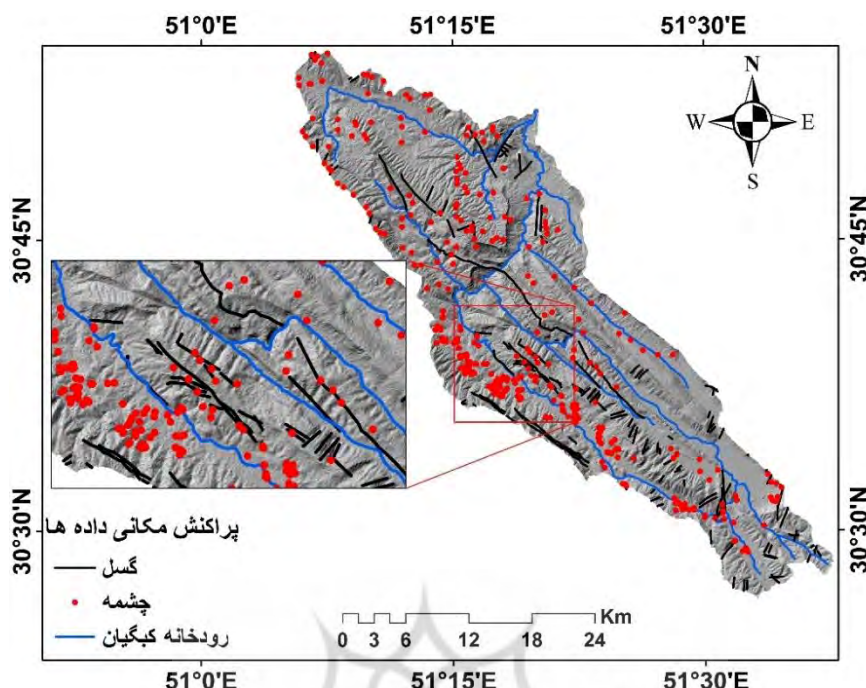 51°0'E 51°15'E 51°30'E
N
W E
S
30°45'N 30°45'N
30°30'N 30°30'N
پراکنش مکانی داده ها
گسل
چشمه
رودخانه کبگیان
Km
0 3 6 12 18 24
51°0'E 51°15'E 51°30'E